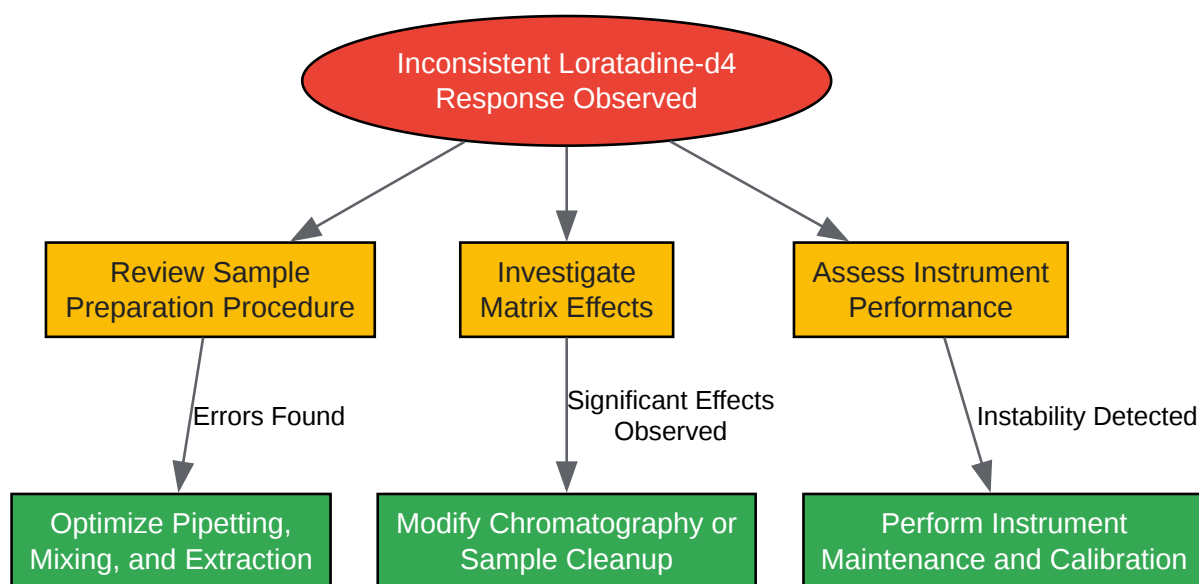 Inconsistent Loratadine-d4
Response Observed
Review Sample
Preparation Procedure
Investigate
Matrix Effects
Assess Instrument
Performance
Errors Found
Significant Effects
Observed
Instability Detected
Optimize Pipetting,
Mixing, and Extraction
Modify Chromatography or
Sample Cleanup
Perform Instrument
Maintenance and Calibration